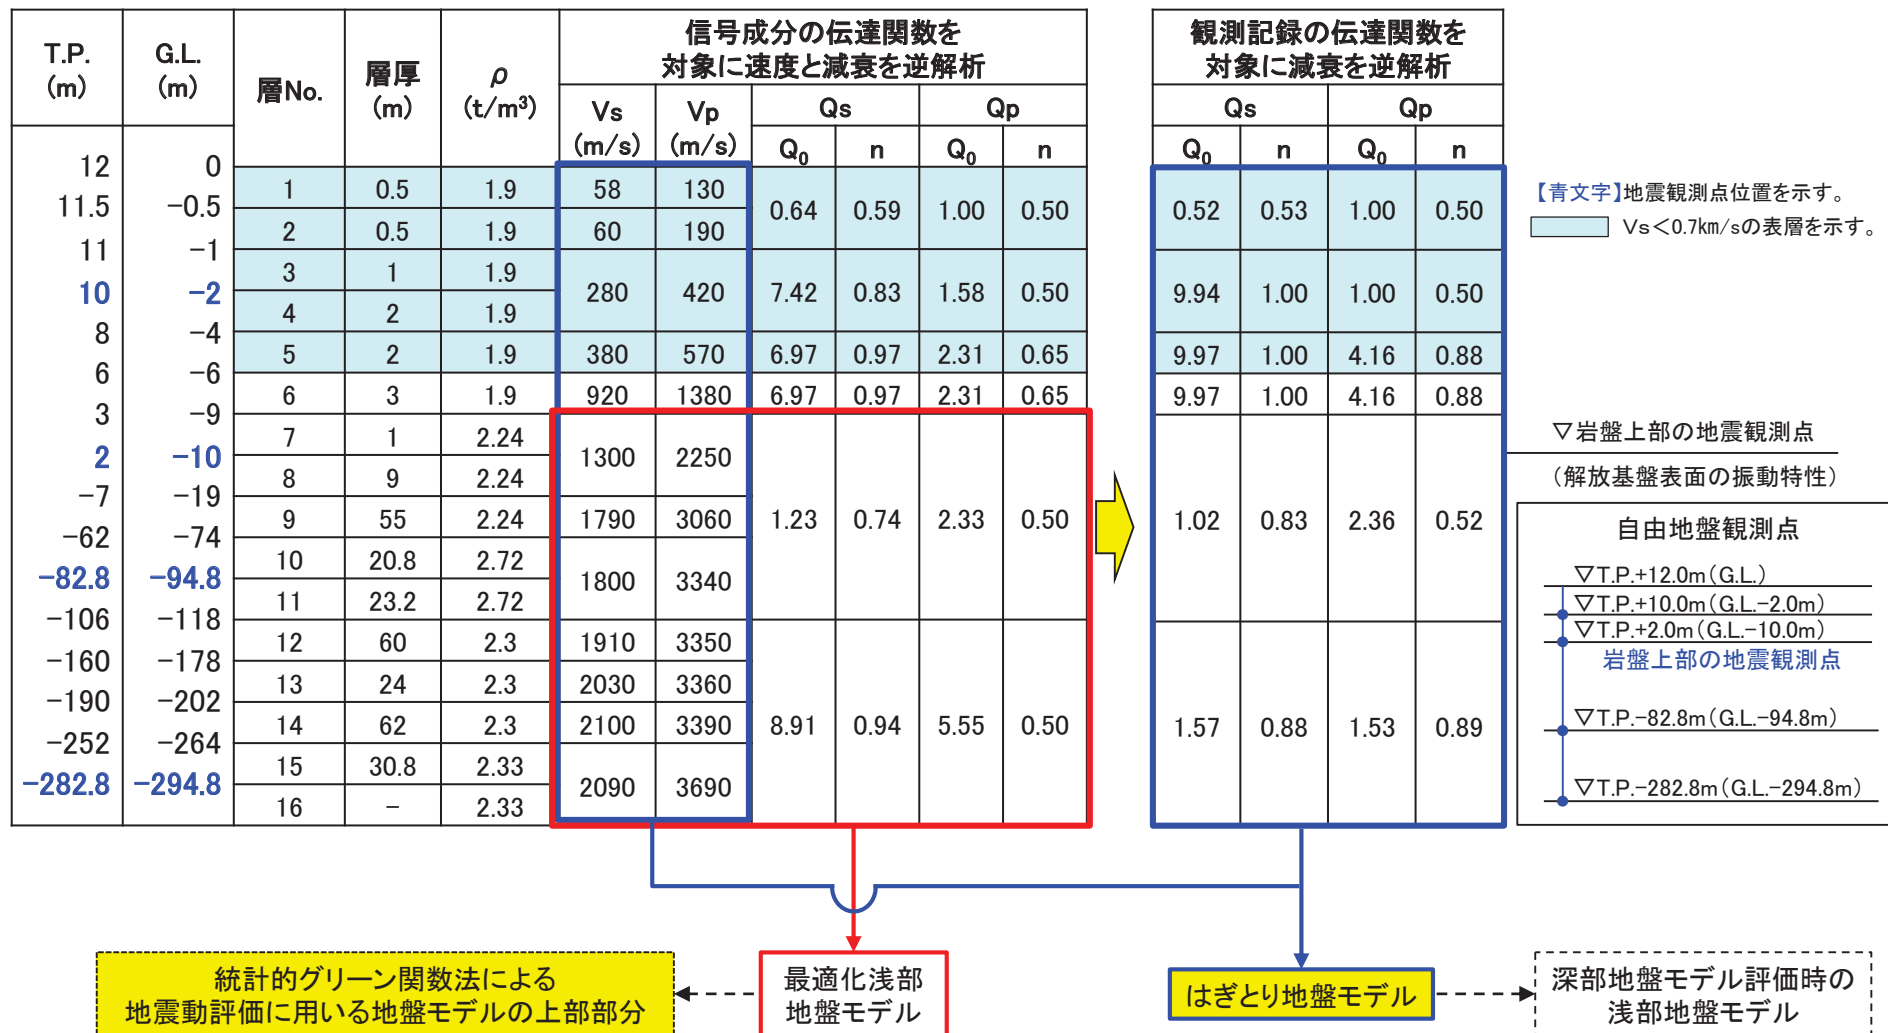 T.P.
(m)
G.L.
(m)
層No.
層厚
(m)
ρ
(t/m³)
信号成分の伝達関数を
対象に速度と減衰を逆解析
Vs
(m/s)
Vp
(m/s)
Qs
Qp
Q₀ n Q₀ n
観測記録の伝達関数を
対象に減衰を逆解析
Qs Qp
Q₀ n Q₀ n
12 0
11.5 −0.5
11 −1
10 −2
8 −4
6 −6
3 −9
2 −10
−7 −19
−62 −74
−82.8 −94.8
−106 −118
−160 −178
−190 −202
−252 −264
−282.8 −294.8
1 0.5 1.9 58 130
0.64 0.59 1.00 0.50 0.52 0.53 1.00 0.50
2 0.5 1.9 60 190
3 1 1.9
280 420 7.42 0.83 1.58 0.50 9.94 1.00 1.00 0.50
4 2 1.9
5 2 1.9 380 570 6.97 0.97 2.31 0.65 9.97 1.00 4.16 0.88
6 3 1.9 920 1380 6.97 0.97 2.31 0.65 9.97 1.00 4.16 0.88
7 1 2.24
1300 2250
8 9 2.24
9 55 2.24 1790 3060 1.23 0.74 2.33 0.50 1.02 0.83 2.36 0.52
10 20.8 2.72
1800 3340
11 23.2 2.72
12 60 2.3 1910 3350
13 24 2.3 2030 3360
14 62 2.3 2100 3390 8.91 0.94 5.55 0.50 1.57 0.88 1.53 0.89
15 30.8 2.33
2090 3690
16 − 2.33
【青文字】地震観測点位置を示す。
Vs＜0.7km/sの表層を示す。
▽岩盤上部の地震観測点
(解放基盤表面の振動特性)
自由地盤観測点
▽T.P.+12.0m(G.L.)
▽T.P.+10.0m(G.L.−2.0m)
▽T.P.+2.0m(G.L.−10.0m)
岩盤上部の地震観測点
▽T.P.−82.8m(G.L.−94.8m)
▽T.P.−282.8m(G.L.−294.8m)
統計的グリーン関数法による
地震動評価に用いる地盤モデルの上部部分
最適化浅部
地盤モデル
はぎとり地盤モデル
深部地盤モデル評価時の
浅部地盤モデル